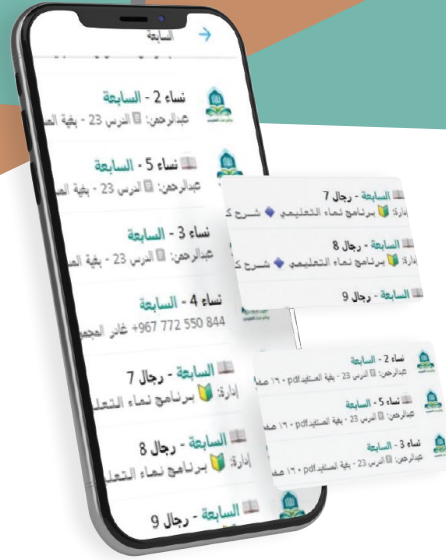 السابعة
نساء 2 - السابعة
عبدالرحمن: الدرس 23 - بغية
نساء 5 - السابعة
عبدالرحمن: الدرس 23 - بغية
نساء 3 - السابعة
عبدالرحمن: الدرس 23 - بغية
نساء 4 - السابعة
+967 772 550 844 غادر
السابعة - رجال 7
إدارة: برنامج نماء
السابعة - رجال 8
إدارة: برنامج نماء
السابعة - رجال 9
السابعة - رجال 7
إدارة: برنامج نماء التعليمي شرح
السابعة - رجال 8
إدارة: برنامج نماء التعليمي شرح
السابعة - رجال 9
نساء 2 - السابعة
عبدالرحمن: الدرس 23 - بغية المستفيد.pdf • ١٦
نساء 5 - السابعة
عبدالرحمن: الدرس 23 - بغية المستفيد.pdf • ١٦
نساء 3 - السابعة
عبدالرحمن: الدرس 23 - بغية المستفيد.pdf • ١٦